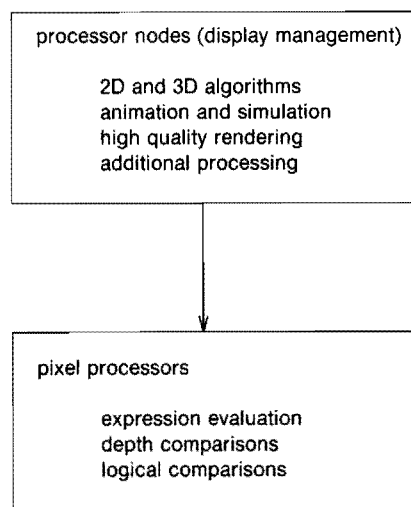 processor nodes (display management)
2D and 3D algorithms
animation and simulation
high quality rendering
additional processing
pixel processors
expression evaluation
depth comparisons
logical comparisons